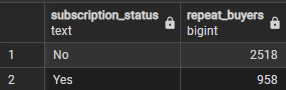 subscription_status repeat_buyers
text bigint
1 No 2518
2 Yes 958